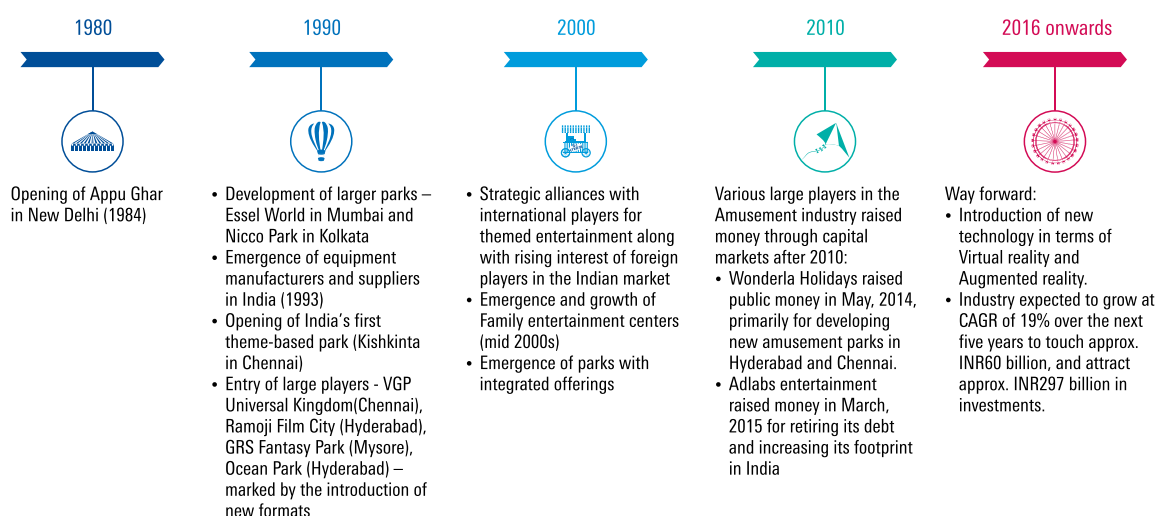 1980
Opening of Appu Ghar
in New Delhi (1984)
1990
• Development of larger parks –
Essel World in Mumbai and
Nicco Park in Kolkata
• Emergence of equipment
manufacturers and suppliers
in India (1993)
• Opening of India's first
theme-based park (Kishkinta
in Chennai)
• Entry of large players - VGP
Universal Kingdom(Chennai),
Ramoji Film City (Hyderabad),
GRS Fantasy Park (Mysore),
Ocean Park (Hyderabad) –
marked by the introduction of
new formats
2000
• Strategic alliances with
international players for
themed entertainment along
with rising interest of foreign
players in the Indian market
• Emergence and growth of
Family entertainment centers
(mid 2000s)
• Emergence of parks with
integrated offerings
2010
Various large players in the
Amusement industry raised
money through capital
markets after 2010:
• Wonderla Holidays raised
public money in May, 2014,
primarily for developing
new amusement parks in
Hyderabad and Chennai.
• Adlabs entertainment
raised money in March,
2015 for retiring its debt
and increasing its footprint
in India
2016 onwards
Way forward:
• Introduction of new
technology in terms of
Virtual reality and
Augmented reality.
• Industry expected to grow at
CAGR of 19% over the next
five years to touch approx.
INR60 billion, and attract
approx. INR297 billion in
investments.